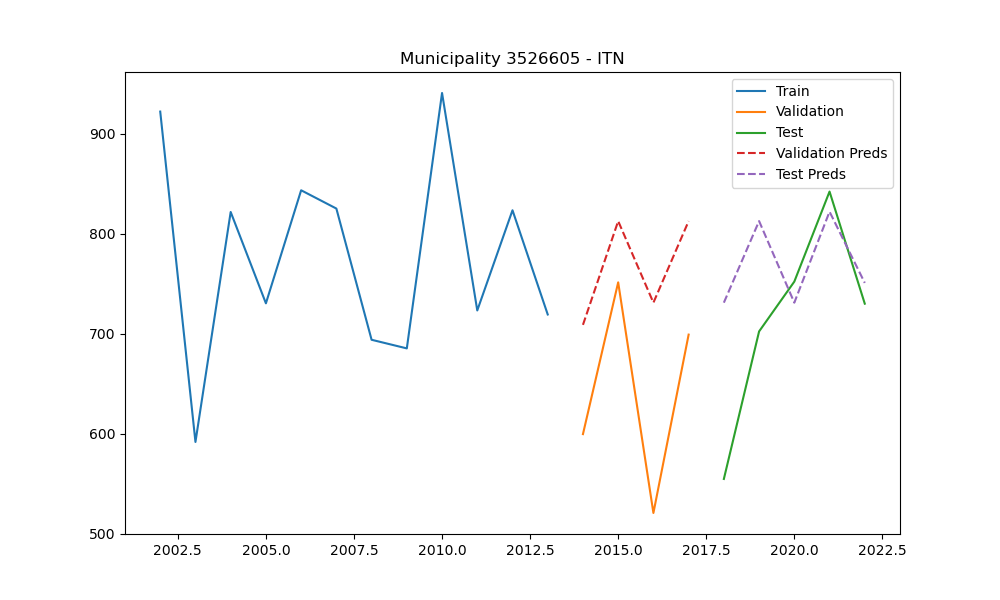 Municipality 3526605 - ITN
Train
Validation
Test
Validation Preds
Test Preds
900
800
700
600
500
2002.5 2005.0 2007.5 2010.0 2012.5 2015.0 2017.5 2020.0 2022.5